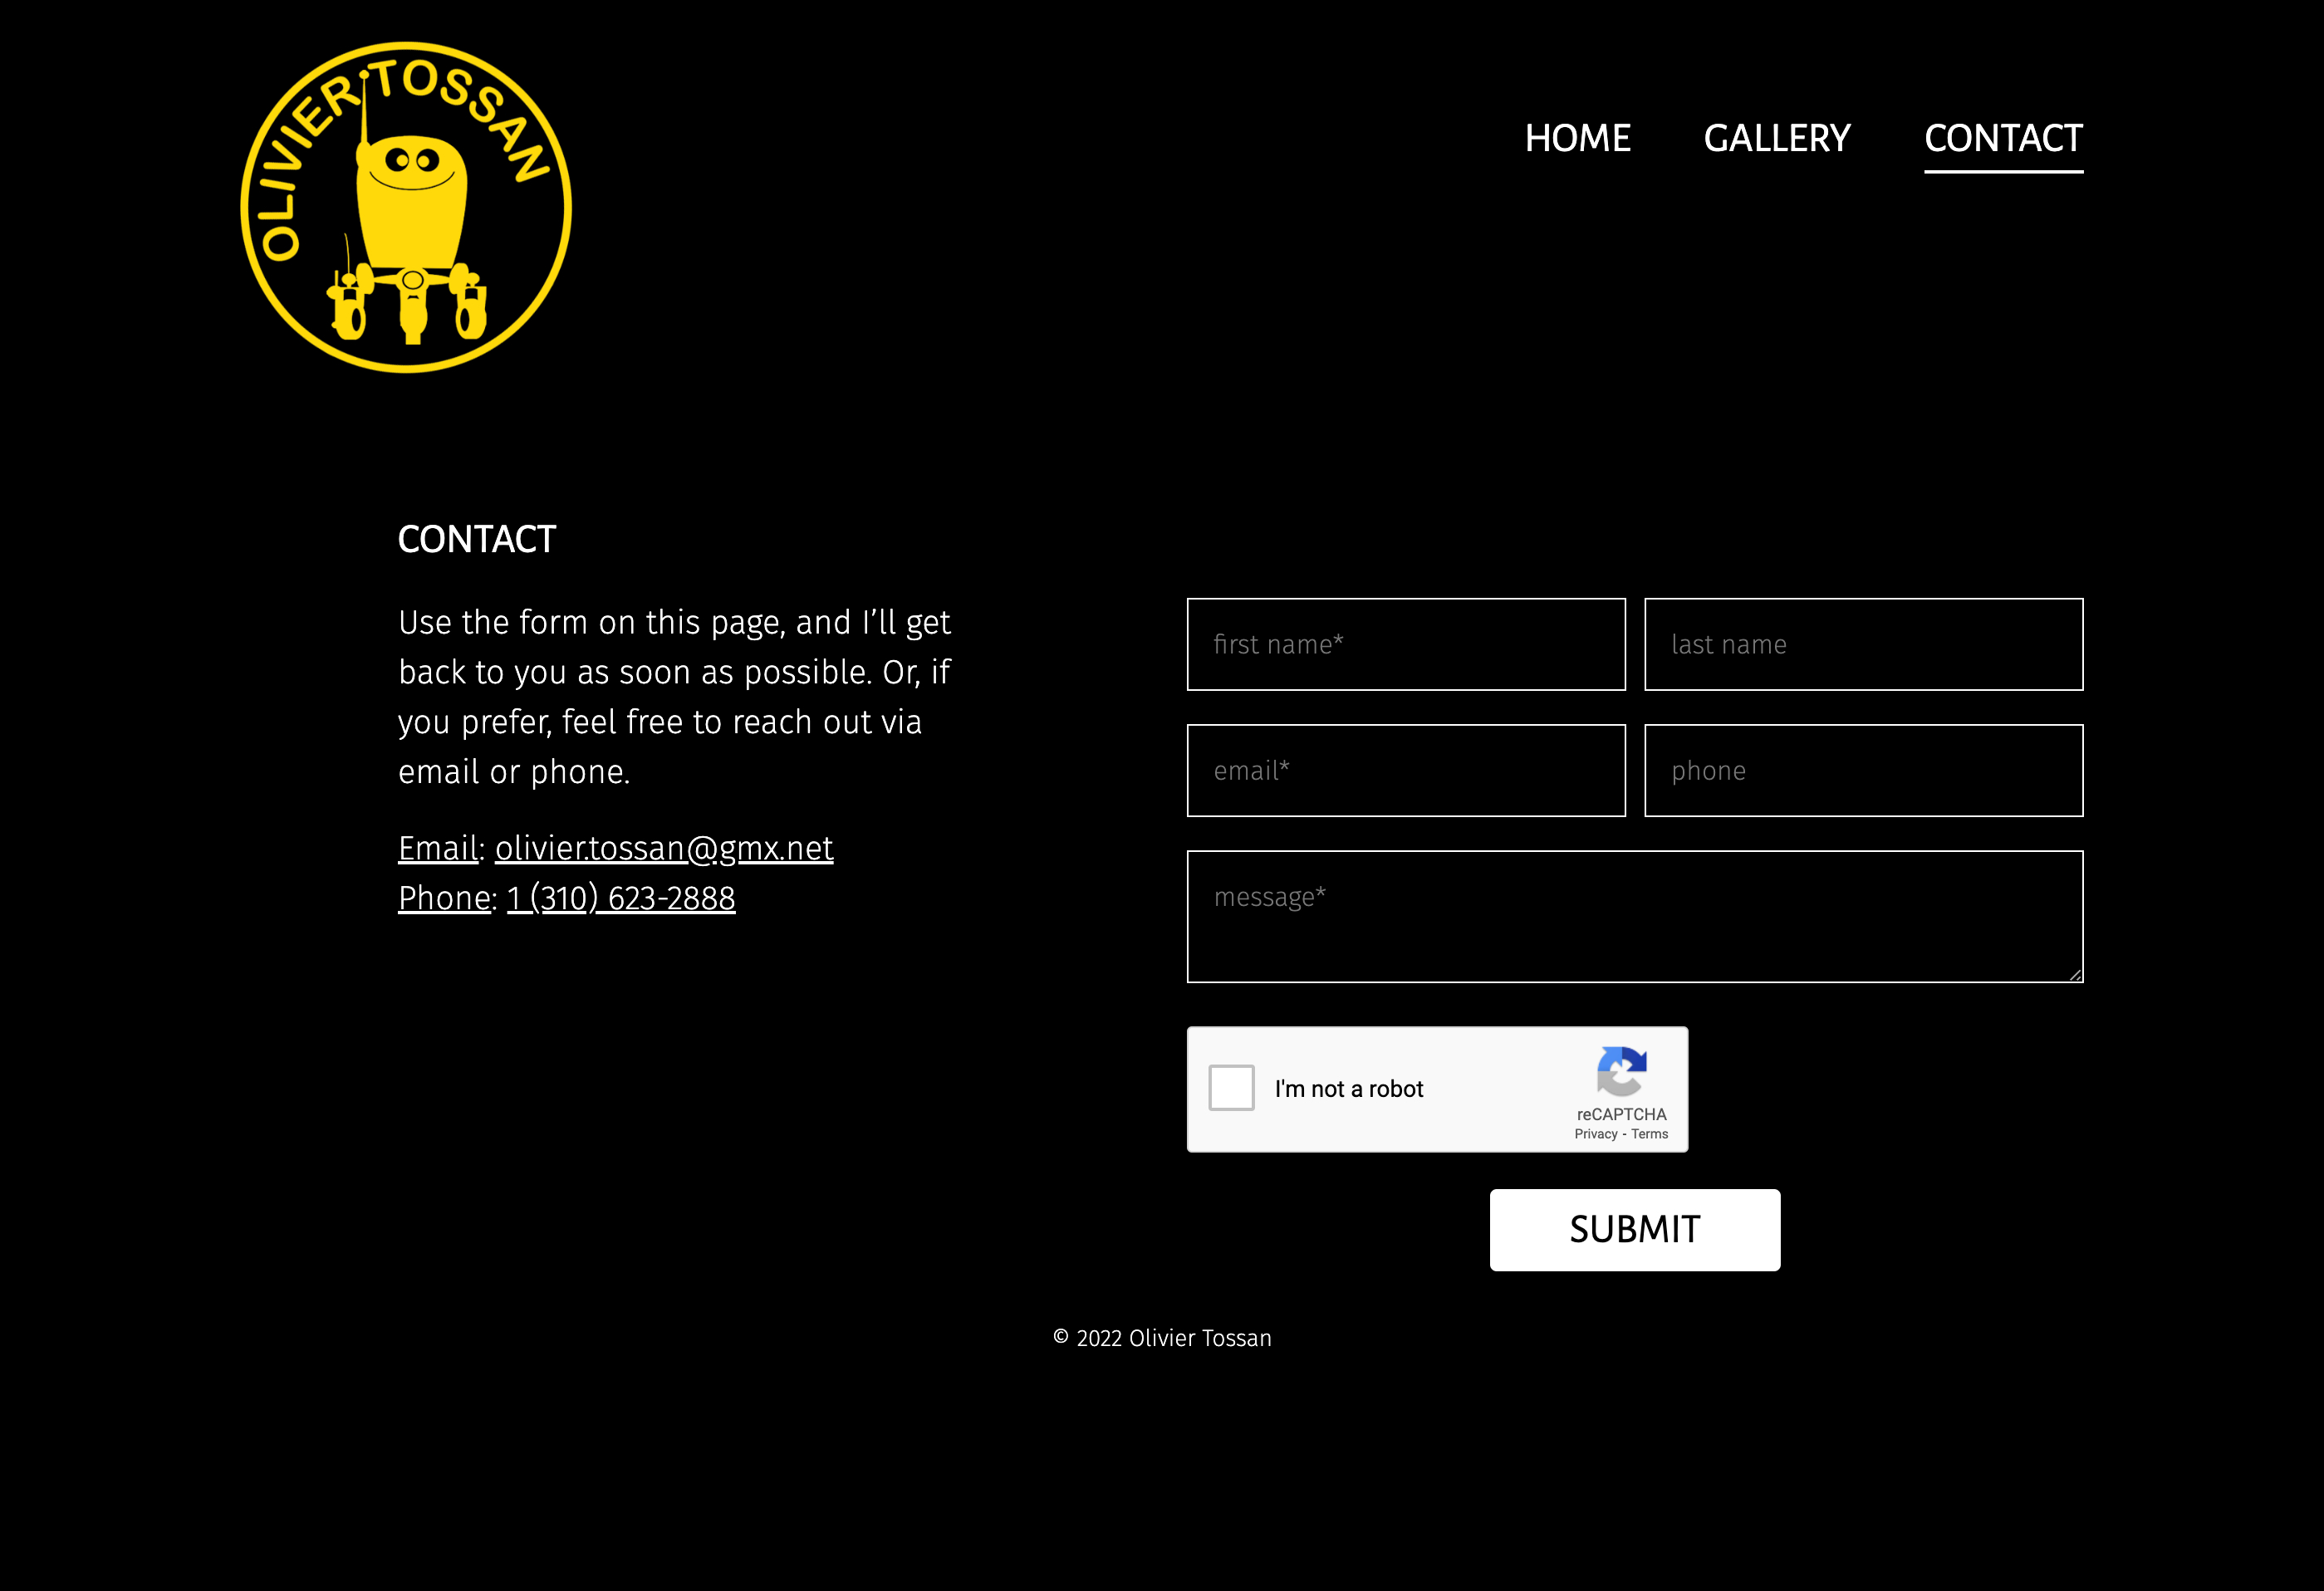 OLIVIER TOSSAN
HOME GALLERY CONTACT
CONTACT
Use the form on this page, and I’ll get
back to you as soon as possible. Or, if
you prefer, feel free to reach out via
email or phone.
Email: olivier.tossan@gmx.net
Phone: 1 (310) 623-2888
first name* last name
email* phone
message*
I'm not a robot
reCAPTCHA
Privacy - Terms
SUBMIT
© 2022 Olivier Tossan